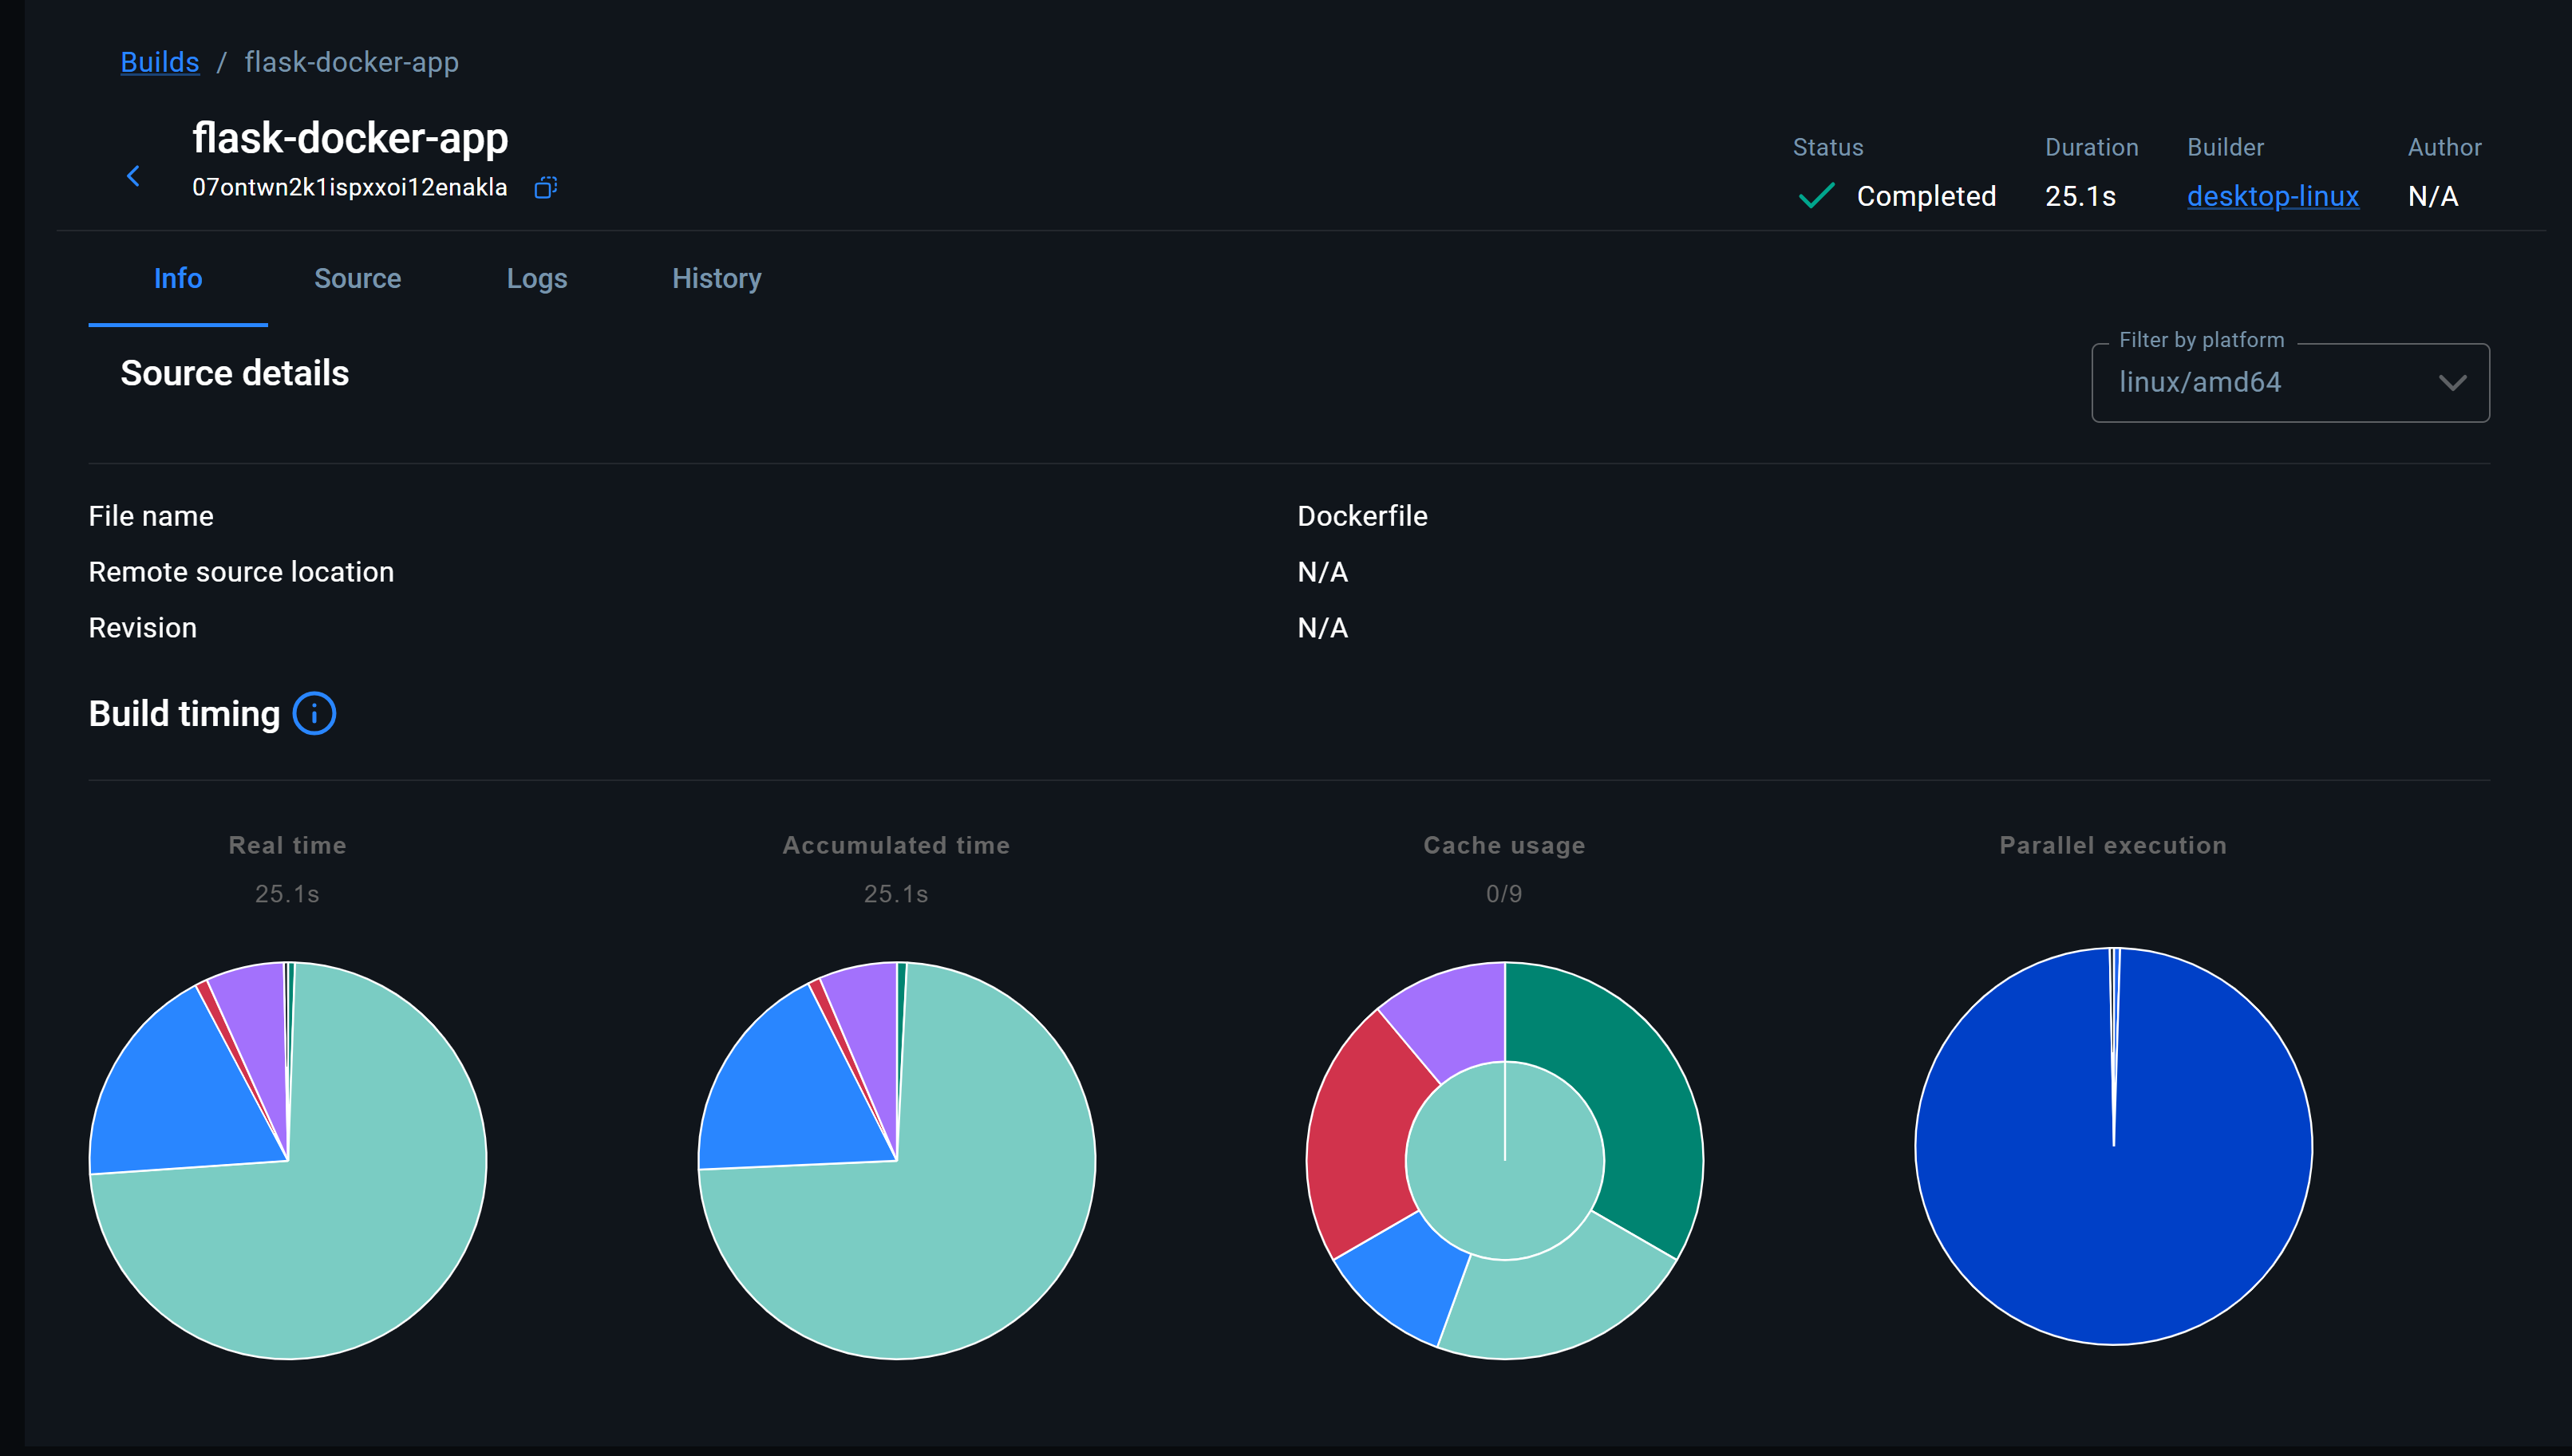 Builds / flask-docker-app
flask-docker-app
07ontwn2k1ispxxoi12enakla
Status Duration Builder Author
Completed 25.1s desktop-linux N/A
Info Source Logs History
Source details
Filter by platform
linux/amd64
File name Dockerfile
Remote source location N/A
Revision N/A
Build timing
Real time Accumulated time Cache usage Parallel execution
25.1s 25.1s 0/9